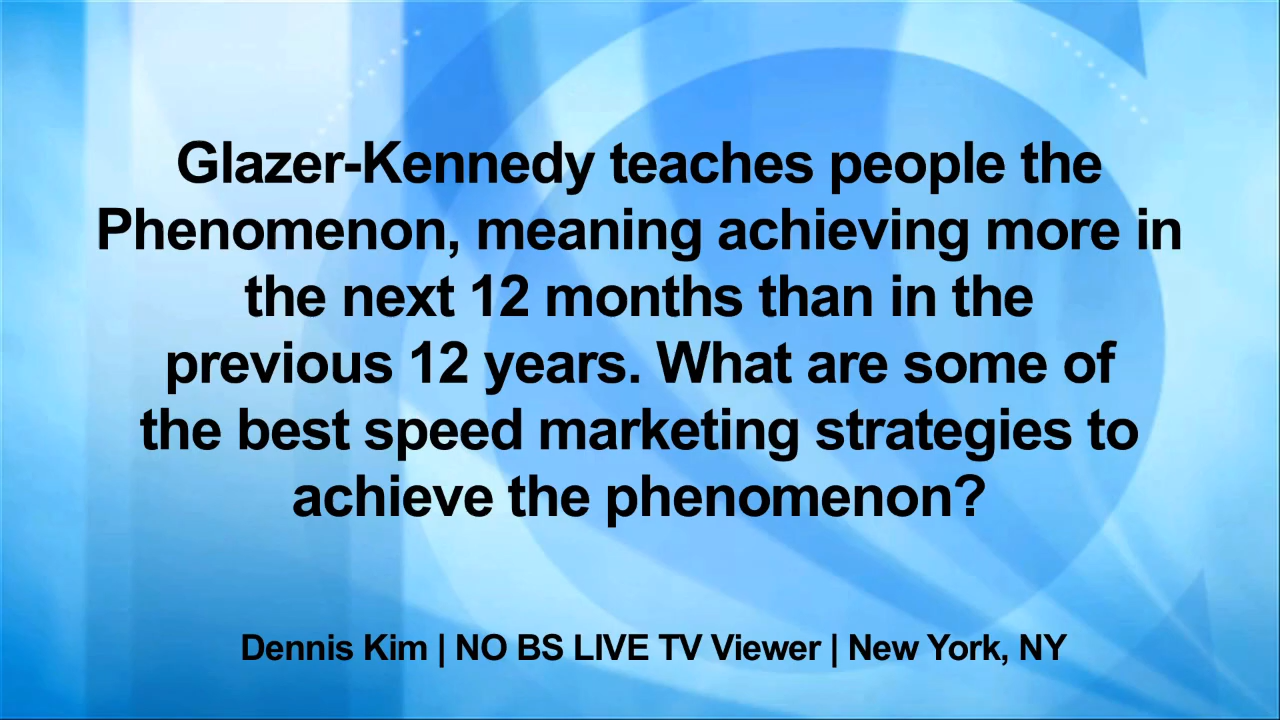 Glazer-Kennedy teaches people the
Phenomenon, meaning achieving more in
the next 12 months than in the
previous 12 years. What are some of
the best speed marketing strategies to
achieve the phenomenon?
Dennis Kim | NO BS LIVE TV Viewer | New York, NY